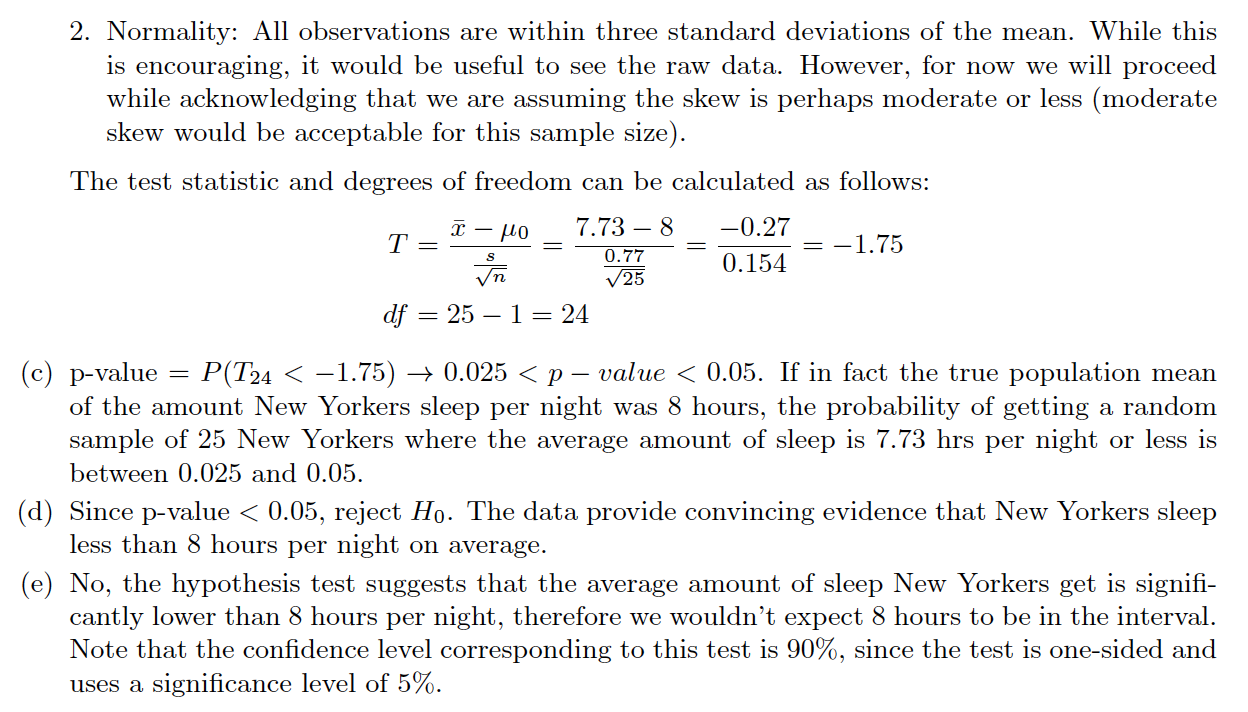 2. Normality: All observations are within three standard deviations of the mean. While this
is encouraging, it would be useful to see the raw data. However, for now we will proceed
while acknowledging that we are assuming the skew is perhaps moderate or less (moderate
skew would be acceptable for this sample size).
The test statistic and degrees of freedom can be calculated as follows:
T = \frac{\bar{x} − μ_0}{\frac{s}{\sqrt{n}}} = \frac{7.73 − 8}{\frac{0.77}{\sqrt{25}}} = \frac{−0.27}{0.154} = −1.75
df = 25 − 1 = 24
(c) p-value = P(T_{24} < −1.75) → 0.025 < p − value < 0.05. If in fact the true population mean
of the amount New Yorkers sleep per night was 8 hours, the probability of getting a random
sample of 25 New Yorkers where the average amount of sleep is 7.73 hrs per night or less is
between 0.025 and 0.05.
(d) Since p-value < 0.05, reject H_0. The data provide convincing evidence that New Yorkers sleep
less than 8 hours per night on average.
(e) No, the hypothesis test suggests that the average amount of sleep New Yorkers get is signifi-
cantly lower than 8 hours per night, therefore we wouldn't expect 8 hours to be in the interval.
Note that the confidence level corresponding to this test is 90%, since the test is one-sided and
uses a significance level of 5%.